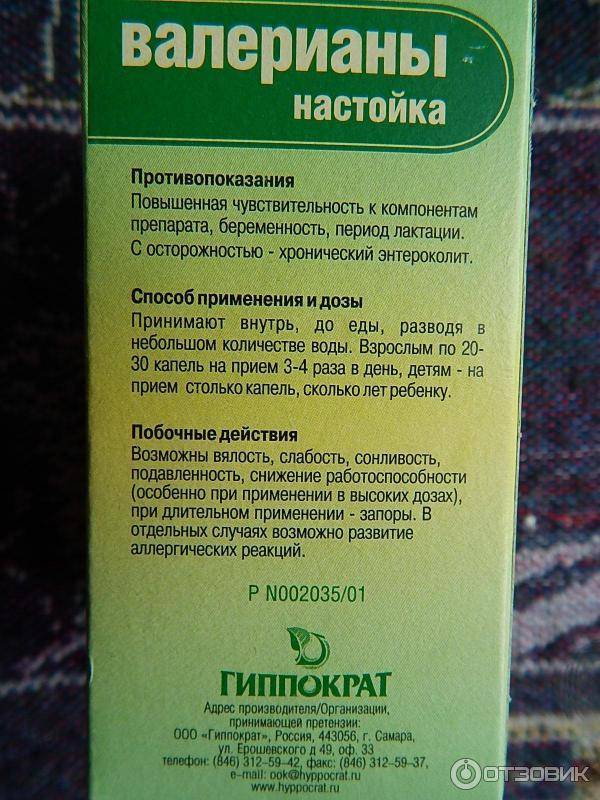 валерианы
настойка
Противопоказания
Повышенная чувствительность к компонентам
препарата, беременность, период лактации.
С осторожностью - хронический энтероколит.
Способ применения и дозы
Принимают внутрь, до еды, разводя в
небольшом количестве воды. Взрослым по 20-
30 капель на прием 3-4 раза в день, детям - на
прием столько капель, сколько лет ребенку.
Побочные действия
Возможны вялость, слабость, сонливость,
подавленность, снижение работоспособности
(особенно при применении в высоких дозах),
при длительном применении - запоры. В
отдельных случаях возможно развитие
аллергических реакций.
Р N002035/01
ГИППОКРАТ
Адрес производителя/Организации,
принимающей претензии:
ООО «Гиппократ», Россия, 443056, г. Самара,
ул. Ерошевского д 49, оф. 33
телефон: (846) 312–59–42, факс: (846) 312–59–37,
e-mail: ook@hyppocrat.ru
www.hyppocrat.ru
ОТЗОВИК